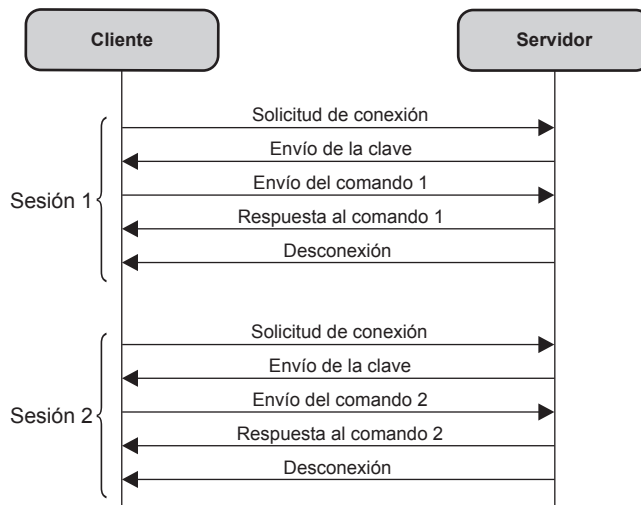 Cliente
Servidor
Solicitud de conexión
Envío de la clave
Sesión 1
Envío del comando 1
Respuesta al comando 1
Desconexión
Solicitud de conexión
Envío de la clave
Sesión 2
Envío del comando 2
Respuesta al comando 2
Desconexión